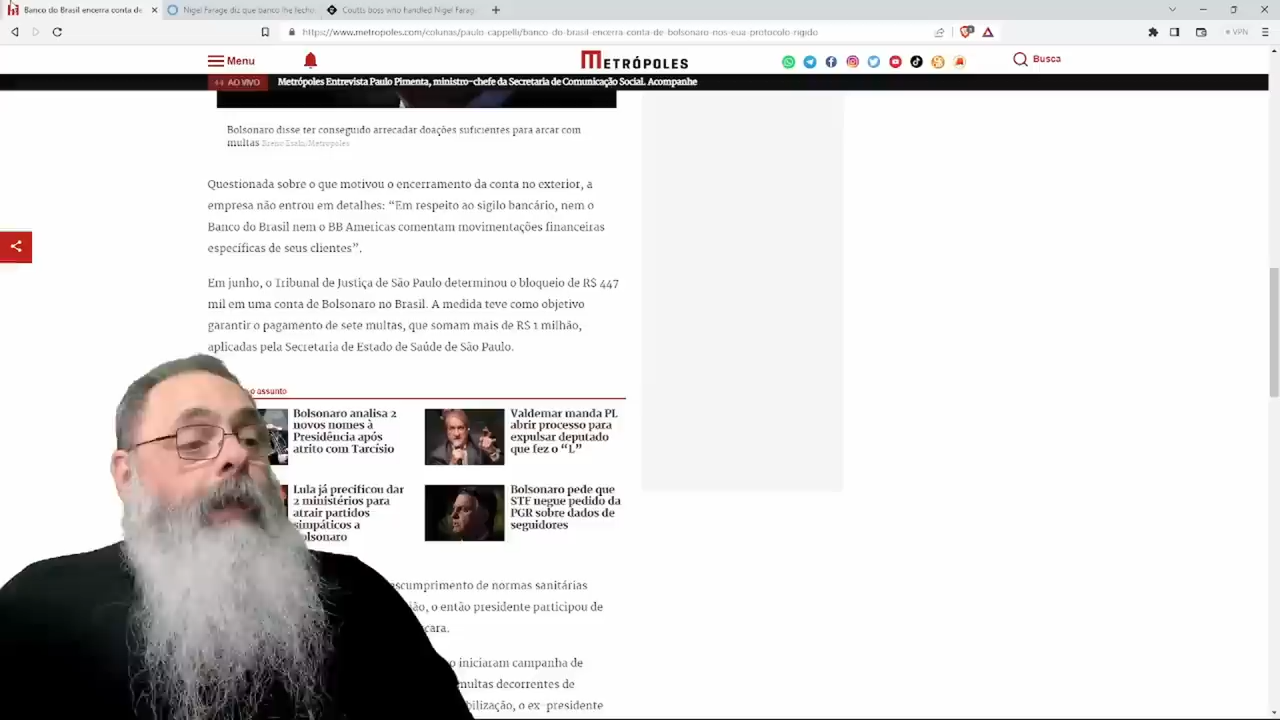 Banco do Brasil encerra conta de
Nigel Farage diz que banco lhe fechou
Coutts boss who handled Nigel Farag
https://www.metropoles.com/colunas/paulo-cappelli/banco-do-brasil-encerra-conta-de-bolsonaro-nos-eua-protocolo-rigido
VPN
Menu
METRÓPOLES
Busca
AO VIVO
Metrópoles Entrevista Paulo Pimenta, ministro-chefe da Secretaria de Comunicação Social. Acompanhe
Bolsonaro disse ter conseguido arrecadar doações suficientes para arcar com
multas
Questionada sobre o que motivou o encerramento da conta no exterior, a
empresa não entrou em detalhes: “Em respeito ao sigilo bancário, nem o
Banco do Brasil nem o BB Americas comentam movimentações financeiras
específicas de seus clientes”.
Em junho, o Tribunal de Justiça de São Paulo determinou o bloqueio de R$ 447
mil em uma conta de Bolsonaro no Brasil. A medida teve como objetivo
garantir o pagamento de sete multas, que somam mais de R$ 1 milhão,
aplicadas pela Secretaria de Estado de Saúde de São Paulo.
o assunto
Bolsonaro analisa 2
novos nomes à
Presidência após
atrito com Tarcísio
Valdemar manda PL
abrir processo para
expulsar deputado
que fez o “L”
Lula já precificou dar
2 ministérios para
atrair partidos
simpáticos a
olsonaro
Bolsonaro pede que
STF negue pedido da
PGR sobre dados de
seguidores
escumprimento de normas sanitárias
ião, o então presidente participou de
cara.
o iniciaram campanha de
multas decorrentes de
bilização, o ex-presidente